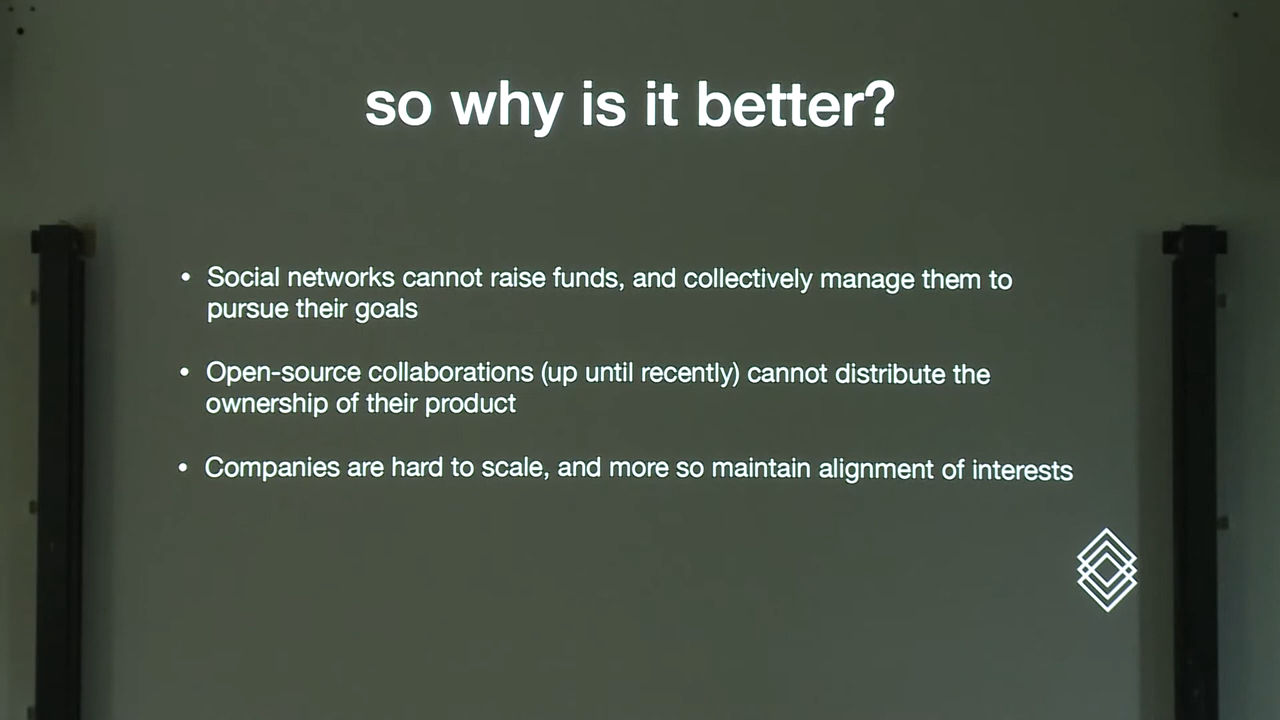 so why is it better?
• Social networks cannot raise funds, and collectively manage them to
pursue their goals
• Open-source collaborations (up until recently) cannot distribute the
ownership of their product
• Companies are hard to scale, and more so maintain alignment of interests